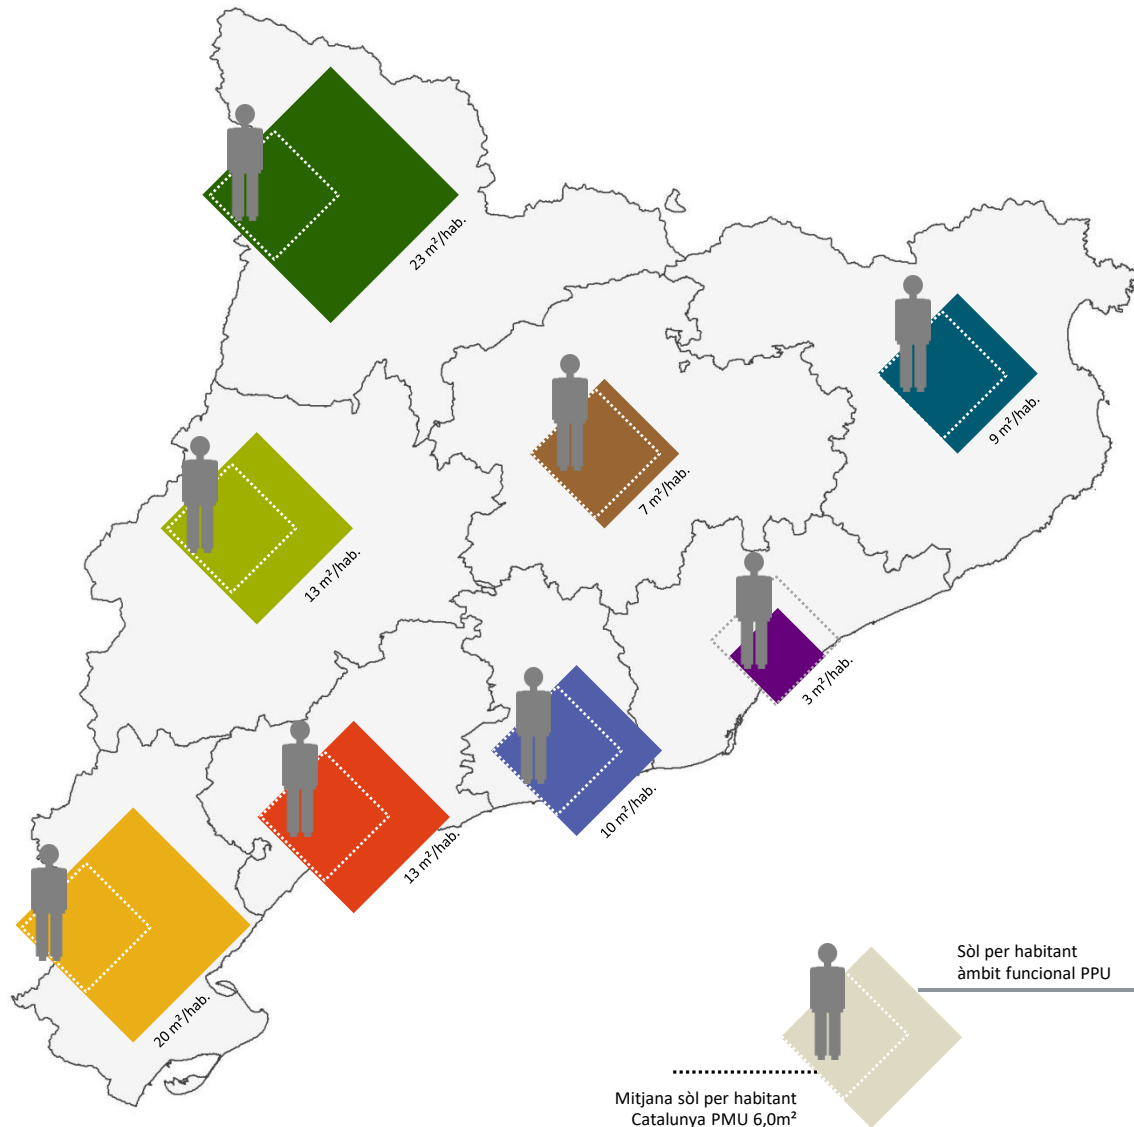 23 m²/hab.
9 m²/hab.
7 m²/hab.
13 m²/hab.
3 m²/hab.
10 m²/hab.
13 m²/hab.
20 m²/hab.
Sòl per habitant
àmbit funcional PPU
Mitjana sòl per habitant
Catalunya PMU 6,0m²